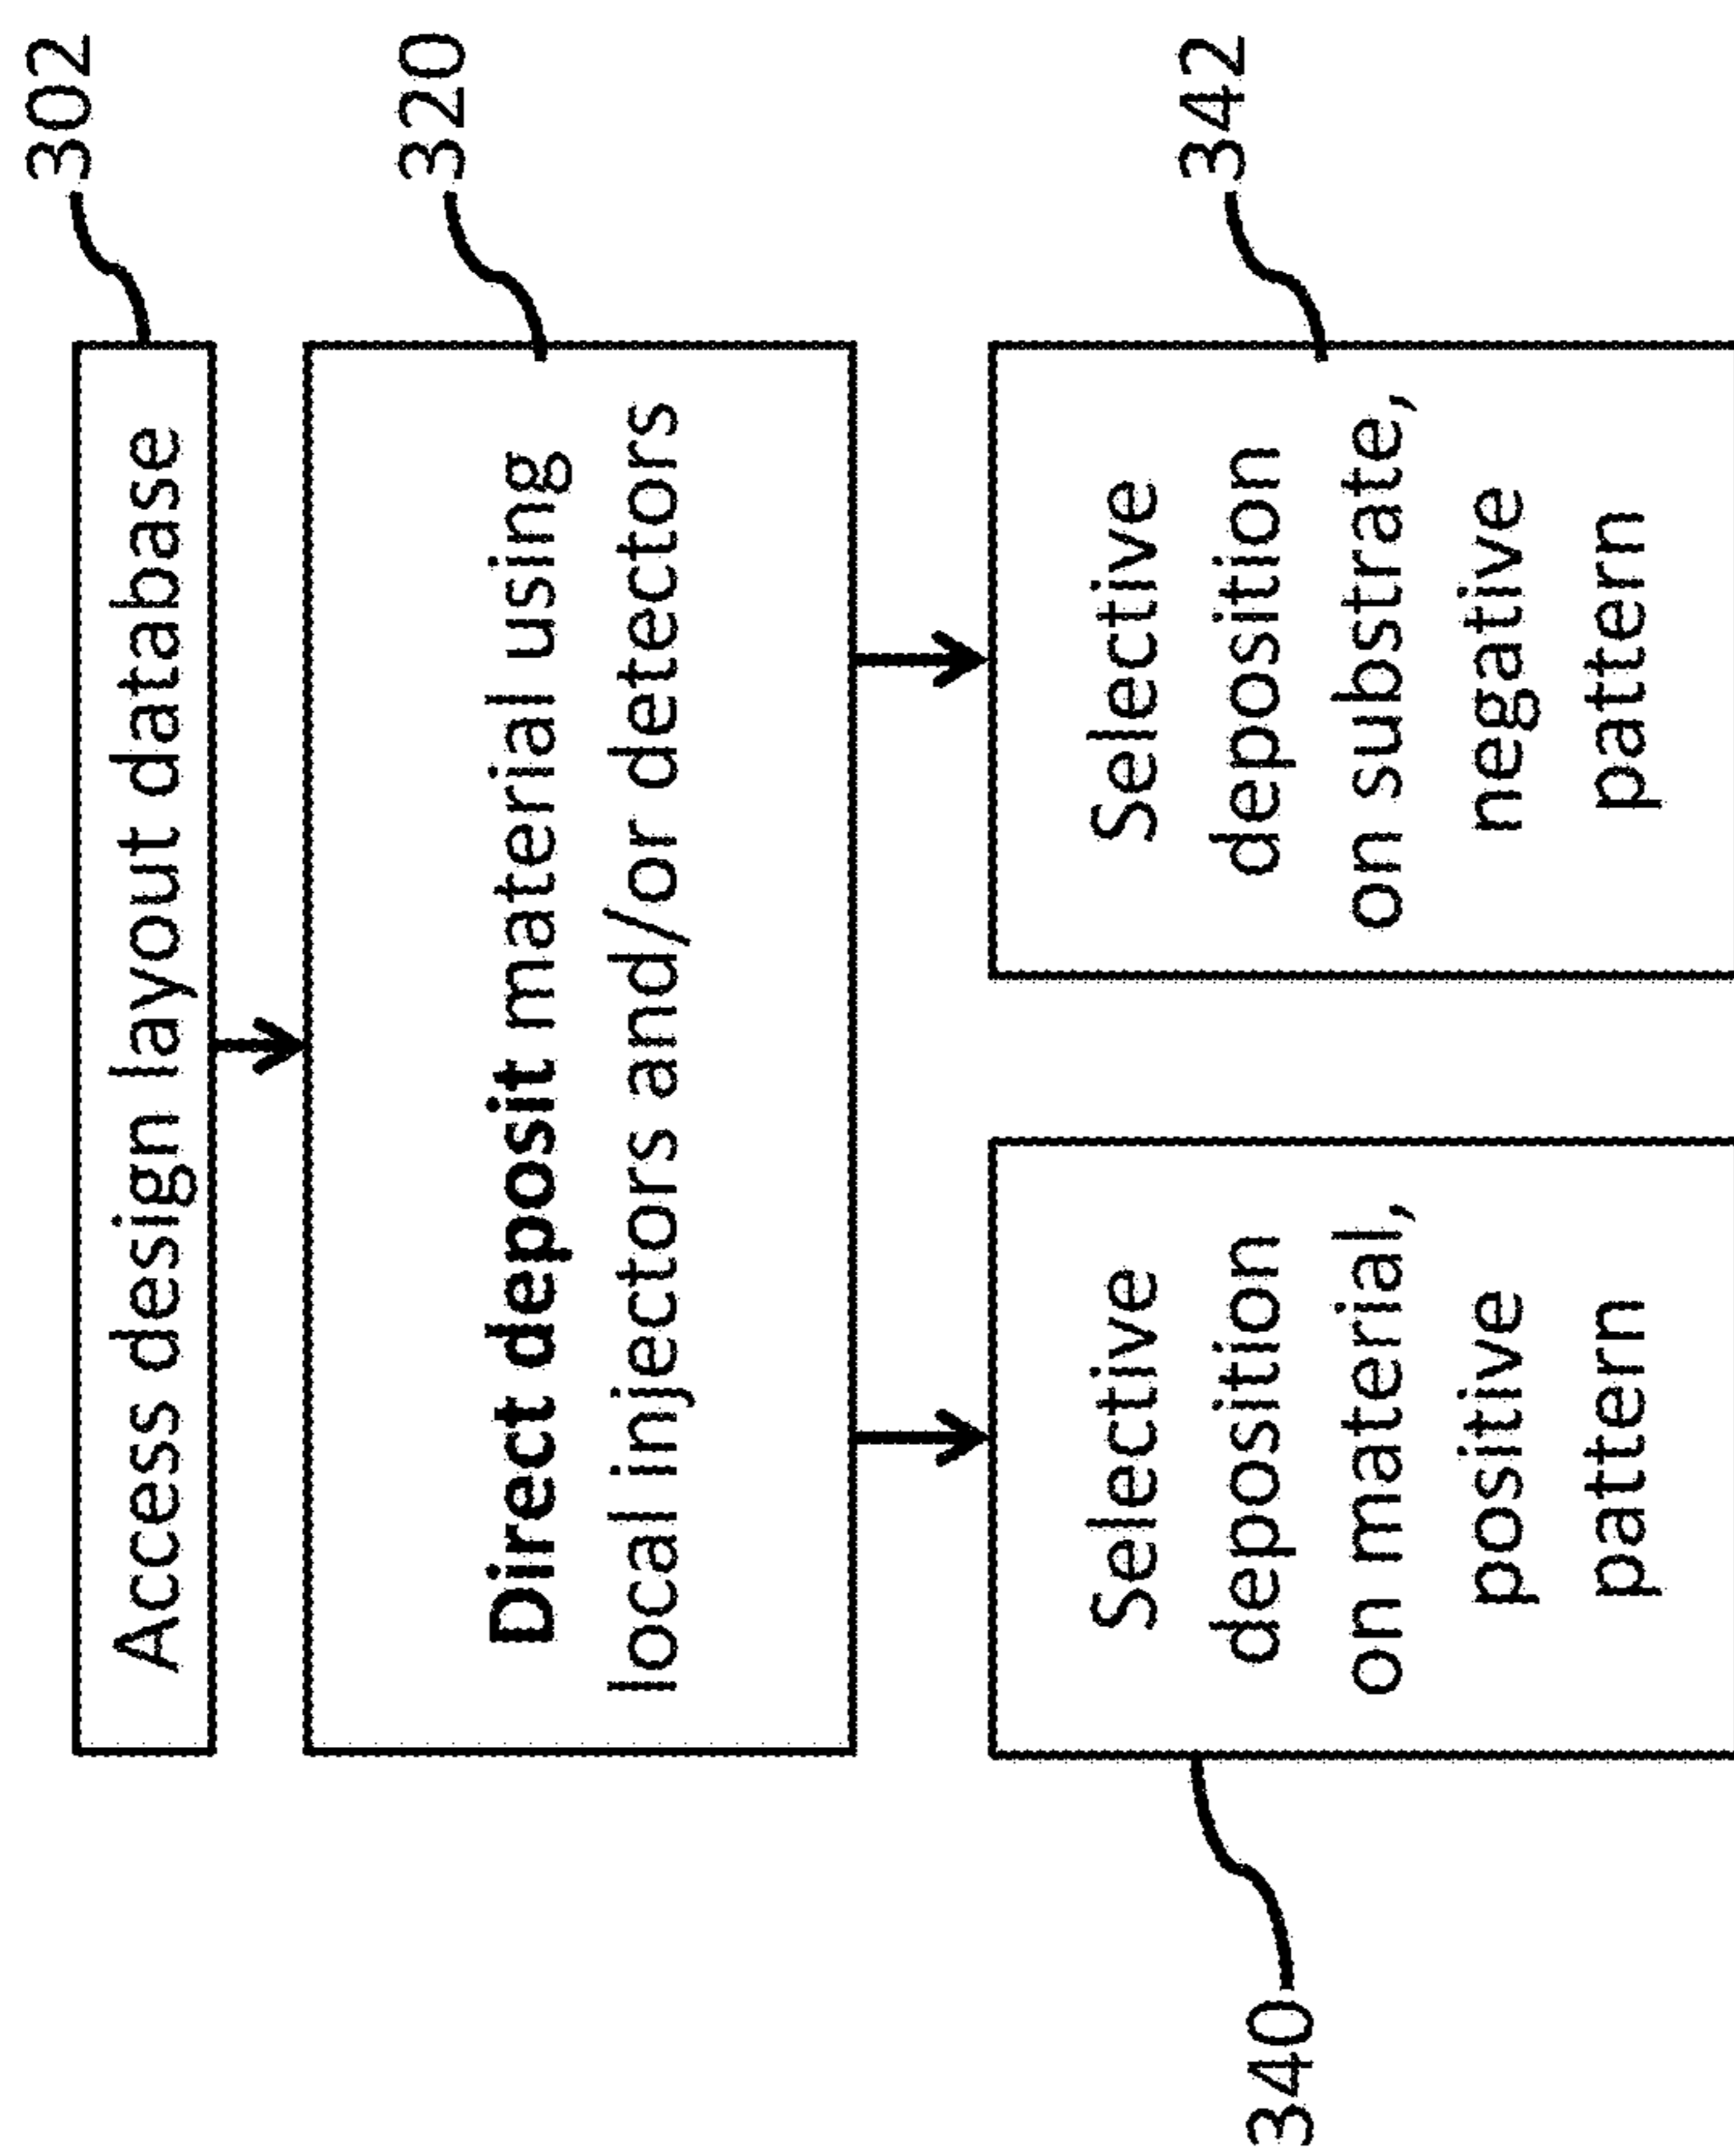 302
Access design layout database
320
Direct deposit material using
local injectors and/or detectors
340
Selective
deposition
on material,
positive
pattern
342
Selective
deposition
on substrate,
negative
pattern